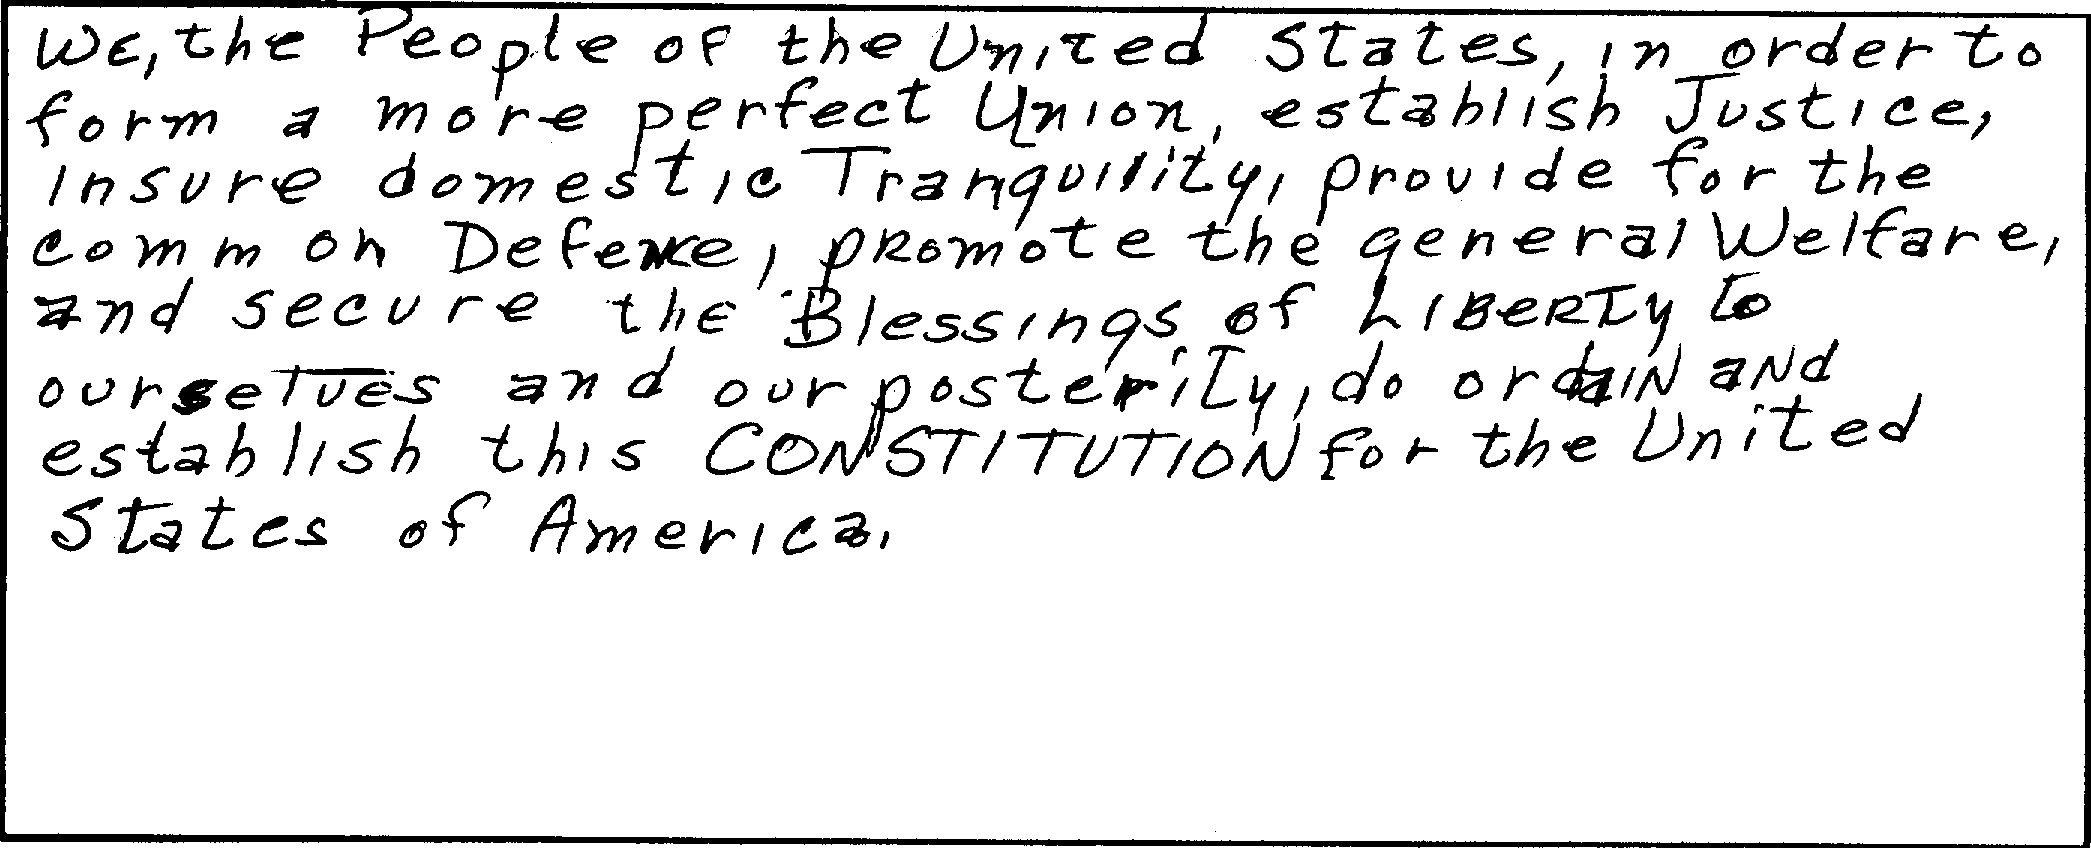 We, the People of the United States, in order to
form a more perfect Union, establish Justice,
insure domestic Tranquility, provide for the
common Defence, promote the general Welfare,
and secure the Blessings of LIBERTy to
ourselves and our posterity, do ordaIN aNd
establish this CONSTITUTION for the United
States of America.